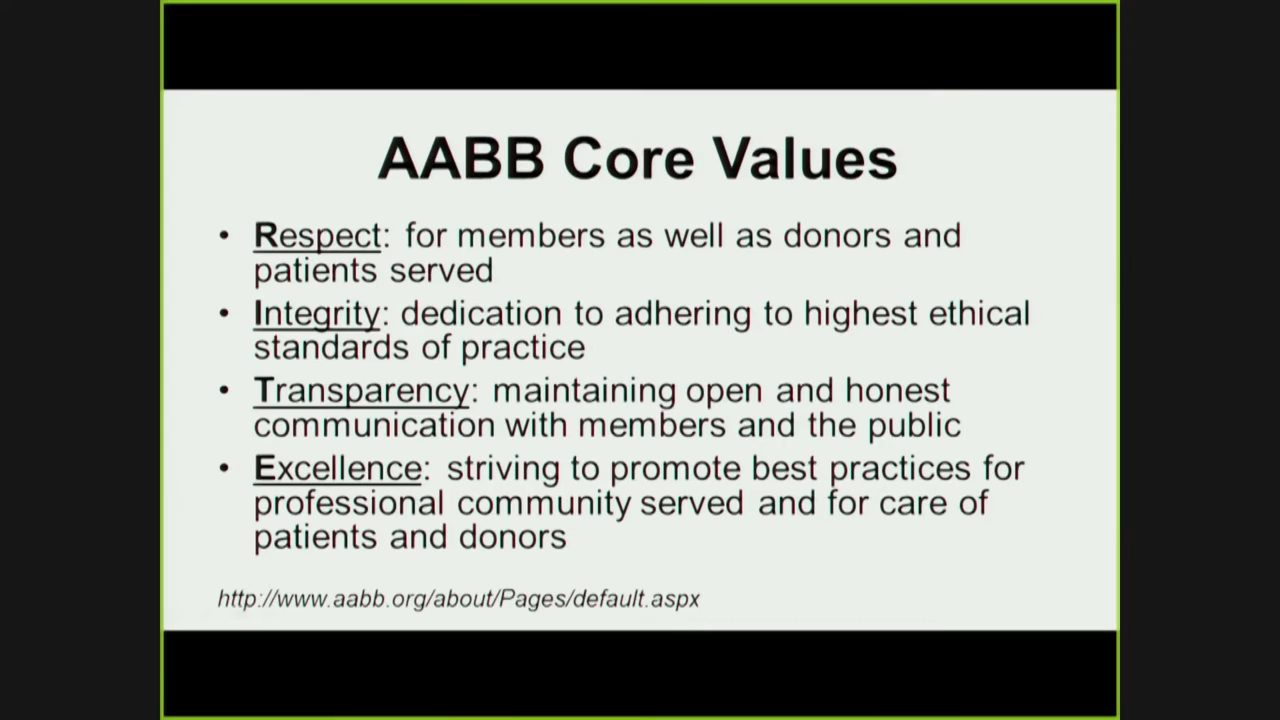 AABB Core Values
• Respect: for members as well as donors and
patients served
• Integrity: dedication to adhering to highest ethical
standards of practice
• Transparency: maintaining open and honest
communication with members and the public
• Excellence: striving to promote best practices for
professional community served and for care of
patients and donors
http://www.aabb.org/about/Pages/default.aspx